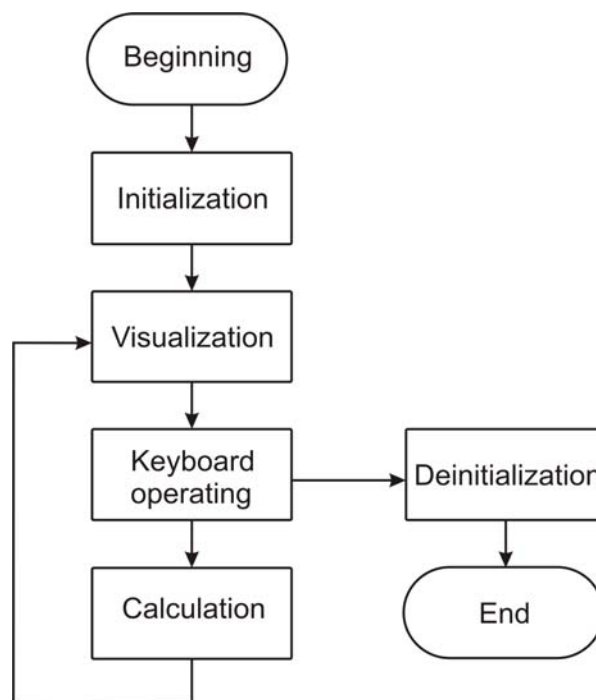 Beginning
Initialization
Visualization
Keyboard
operating
Deinitialization
Calculation
End